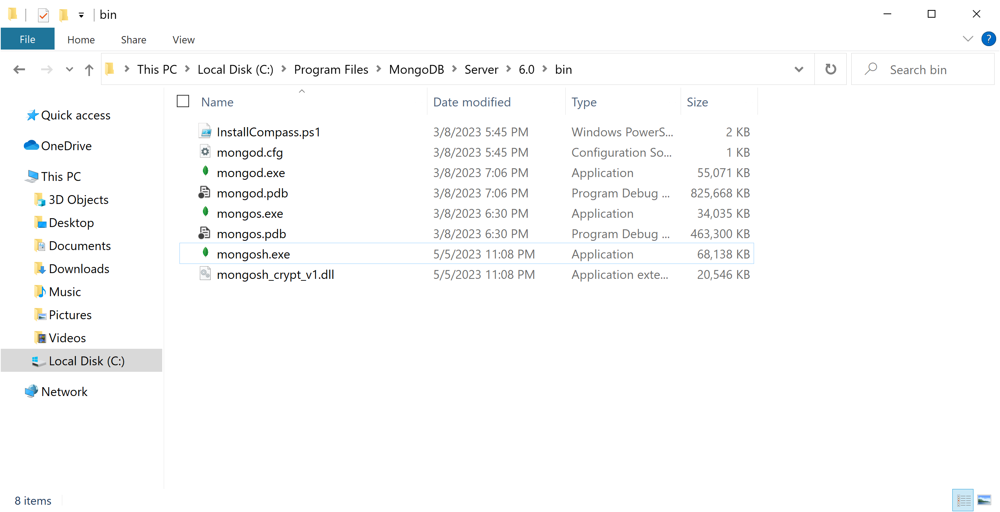 bin
File Home Share View
This PC Local Disk (C:) Program Files MongoDB Server 6.0 bin Search bin
Name Date modified Type Size
Quick access
OneDrive
This PC
3D Objects
Desktop
Documents
Downloads
Music
Pictures
Videos
Local Disk (C:)
Network
InstallCompass.ps1 3/8/2023 5:45 PM Windows PowerS... 2 KB
mongod.cfg 3/8/2023 5:45 PM Configuration So... 1 KB
mongod.exe 3/8/2023 7:06 PM Application 55,071 KB
mongod.pdb 3/8/2023 7:06 PM Program Debug ... 825,668 KB
mongos.exe 3/8/2023 6:30 PM Application 34,035 KB
mongos.pdb 3/8/2023 6:30 PM Program Debug ... 463,300 KB
mongosh.exe 5/5/2023 11:08 PM Application 68,138 KB
mongosh_crypt_v1.dll 5/5/2023 11:08 PM Application exte... 20,546 KB
8 items